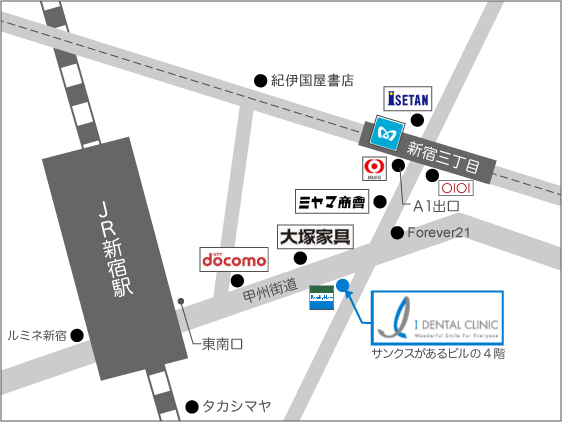 紀伊国屋書店
ISETAN
新宿三丁目
MUFG
OIOI
A1出口
ミヤマ商會
Forever21
大塚家具
NTT
döcomo
甲州街道
JR新宿駅
東南口
ルミネ新宿
タカシマヤ
I DENTAL CLINIC
Wonderful Smile For Everyone
サンクスがあるビルの4階